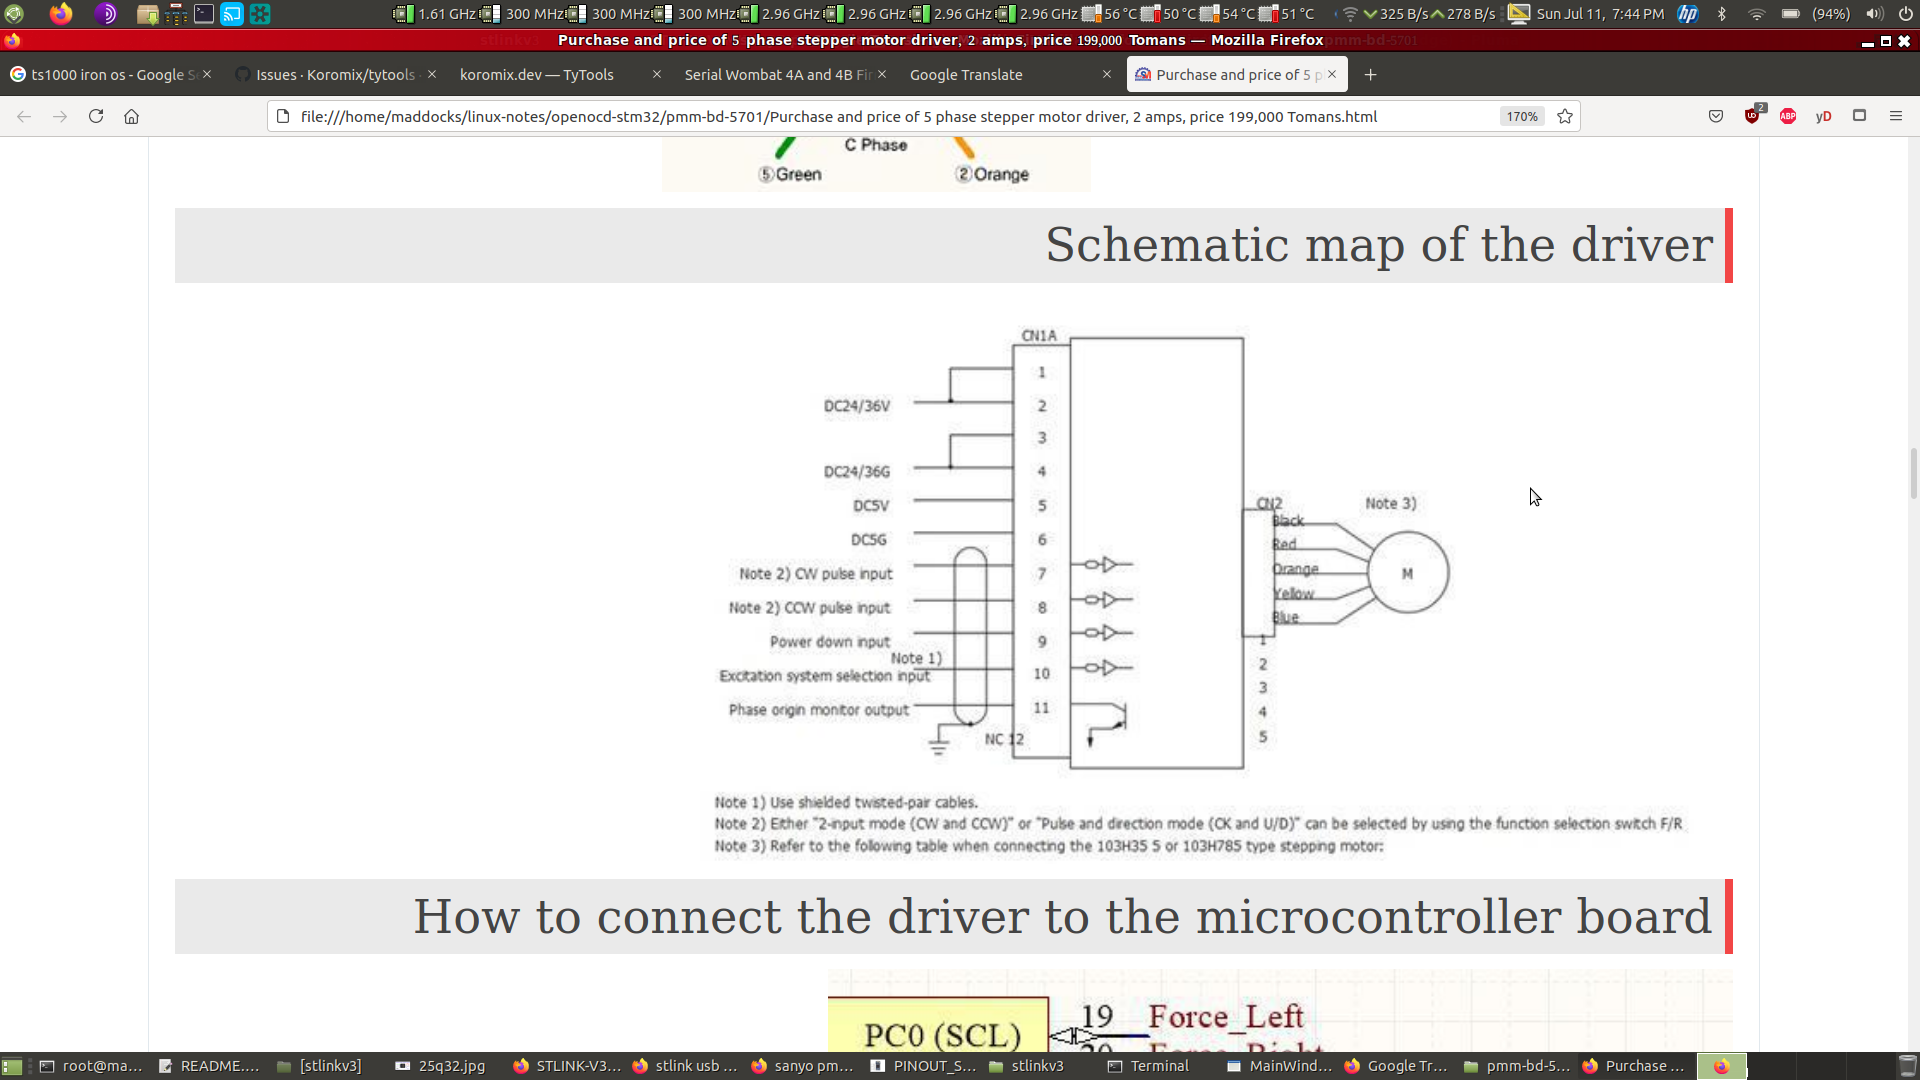 1.61 GHz 300 MHz 300 MHz 300 MHz 2.96 GHz 2.96 GHz 2.96 GHz 2.96 GHz 56 °C 50 °C 54 °C 51 °C 325 B/s 278 B/s Sun Jul 11, 7:44 PM hp (94%)
Purchase and price of 5 phase stepper motor driver, 2 amps, price 199,000 Tomans — Mozilla Firefox
ts1000 iron os - Google S
Issues · Koromix/tytools
koromix.dev — TyTools
Serial Wombat 4A and 4B Fir
Google Translate
Purchase and price of 5 p
file:///home/maddocks/linux-notes/openocd-stm32/pmm-bd-5701/Purchase and price of 5 phase stepper motor driver, 2 amps, price 199,000 Tomans.html
170%
2
ABP
yD
C Phase
⑤Green ②Orange
Schematic map of the driver
CN1A
1
DC24/36V 2
3
DC24/36G 4
DC5V 5
DC5G 6
Note 2) CW pulse input 7
Note 2) CCW pulse input 8
Power down input 9
Note 1)
Excitation system selection input 10
Phase origin monitor output 11
NC 12
CN2 Note 3)
Black
Red
Orange
Yellow
Blue
M
1
2
3
4
5
Note 1) Use shielded twisted-pair cables.
Note 2) Either "2-input mode (CW and CCW)" or "Pulse and direction mode (CK and U/D)" can be selected by using the function selection switch F/R
Note 3) Refer to the following table when connecting the 103H35 5 or 103H785 type stepping motor:
How to connect the driver to the microcontroller board
PC0 (SCL) 19 Force_Left
20 Force_Right
root@ma... README.... [stlinkv3] 25q32.jpg STLINK-V3... stlink usb ... sanyo pm... PINOUT_S... stlinkv3 Terminal MainWind... Google Tr... pmm-bd-5... Purchase ...